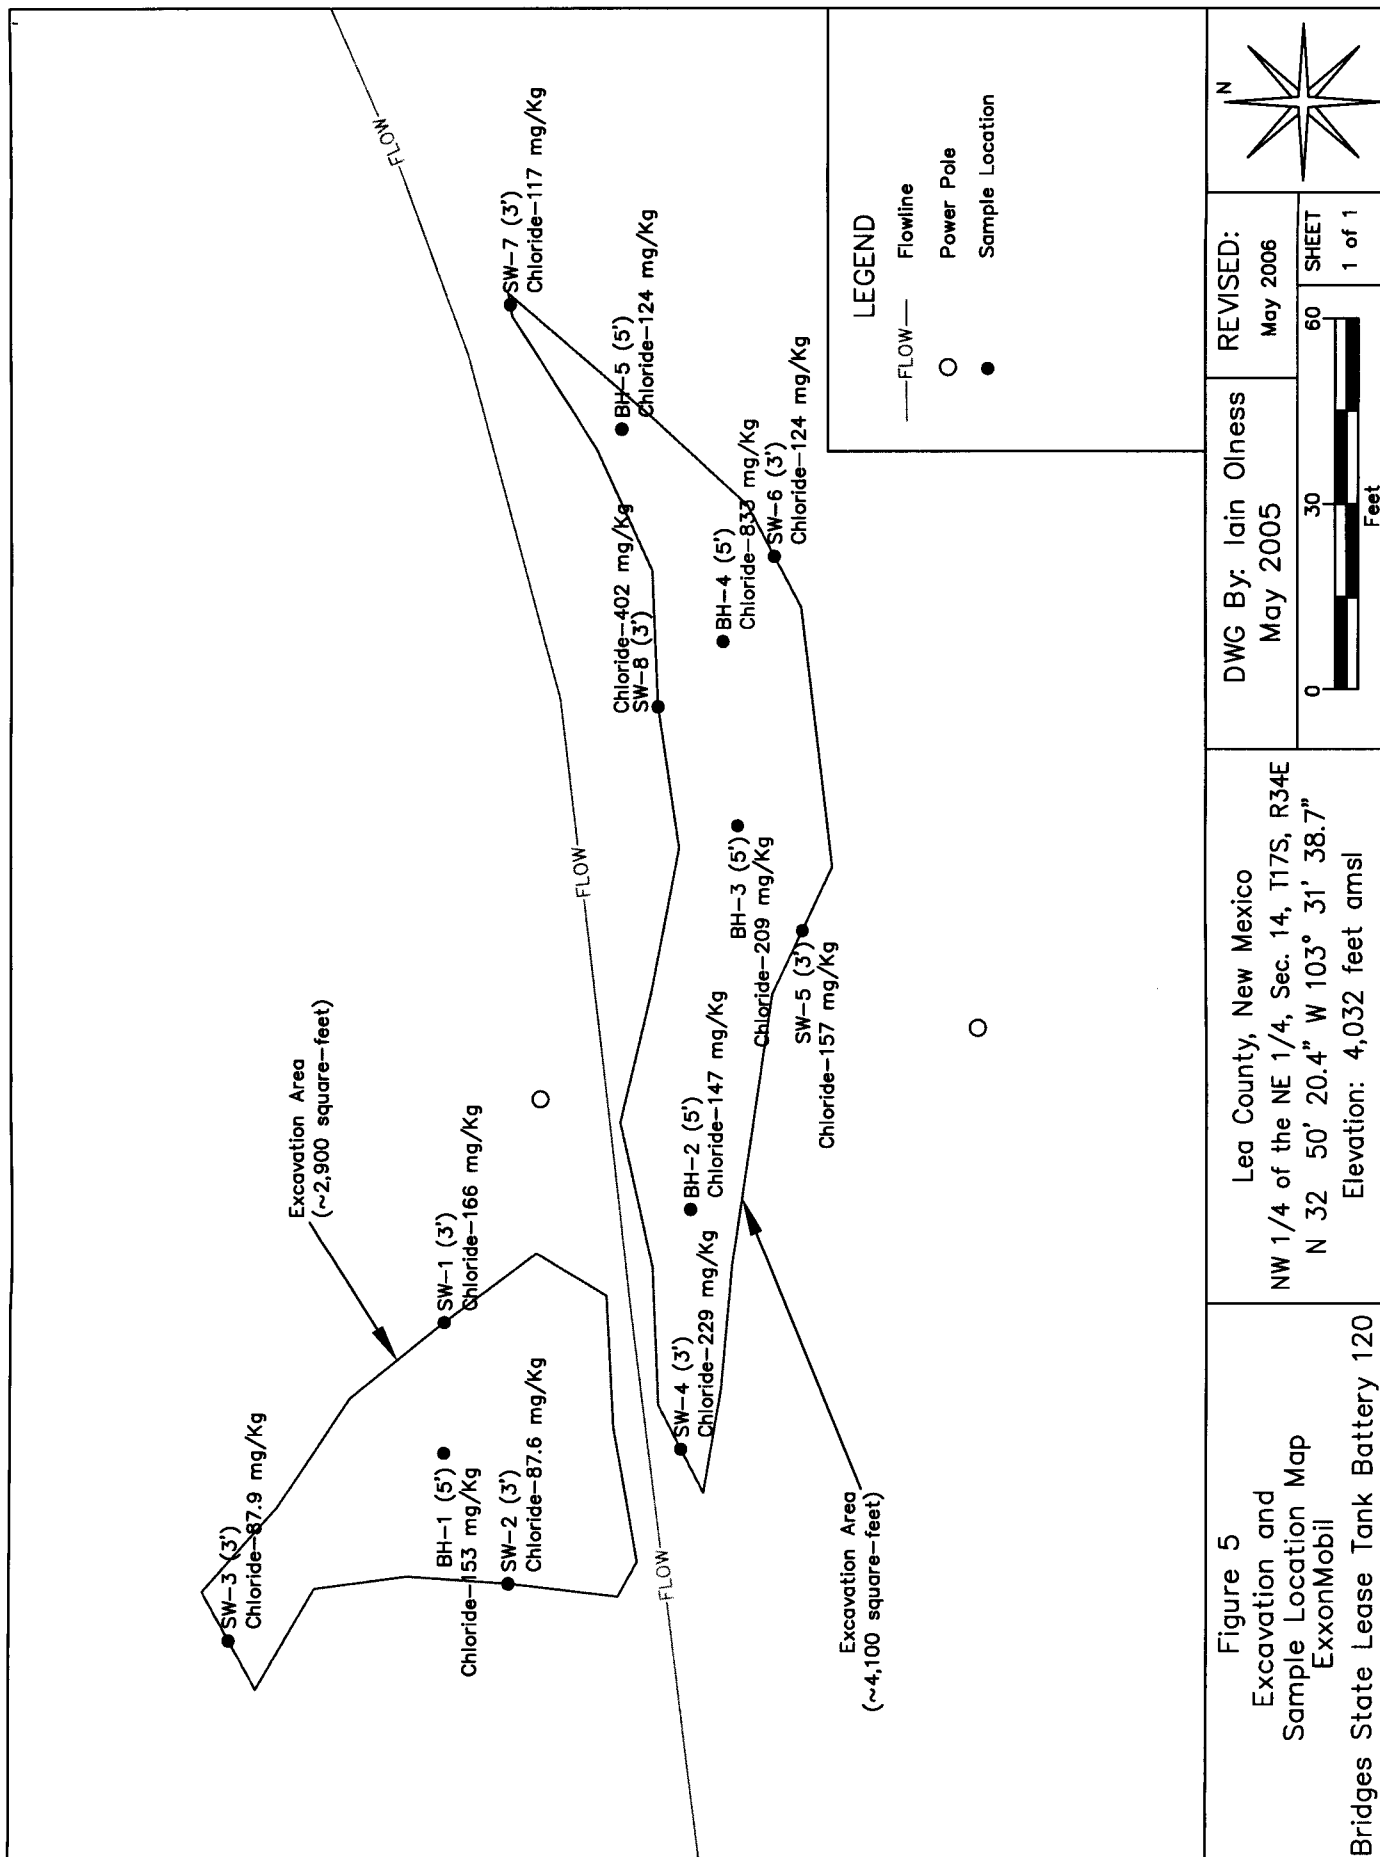 FLOW
FLOW
FLOW
Excavation Area
(~2,900 square-feet)
SW-3 (3')
Chloride-87.9 mg/Kg
SW-1 (3')
Chloride-166 mg/Kg
BH-1 (5')
Chloride-153 mg/Kg
SW-2 (3')
Chloride-87.6 mg/Kg
SW-7 (3')
Chloride-117 mg/Kg
BH-5 (5')
Chloride-124 mg/Kg
Chloride-402 mg/Kg
SW-8 (3')
BH-4 (5')
Chloride-833 mg/Kg
SW-6 (3')
Chloride-124 mg/Kg
BH-3 (5')
Chloride-209 mg/Kg
SW-5 (3')
Chloride-157 mg/Kg
BH-2 (5')
Chloride-147 mg/Kg
SW-4 (3')
Chloride-229 mg/Kg
Excavation Area
(~4,100 square-feet)
LEGEND
FLOW Flowline
Power Pole
Sample Location
Figure 5
Excavation and
Sample Location Map
ExxonMobil
Bridges State Lease Tank Battery 120
Lea County, New Mexico
NW 1/4 of the NE 1/4, Sec. 14, T17S, R34E
N 32 50' 20.4" W 103° 31' 38.7"
Elevation: 4,032 feet amsl
DWG By: Iain Olness
May 2005
REVISED:
May 2006
0 30 60
Feet
SHEET
1 of 1
N